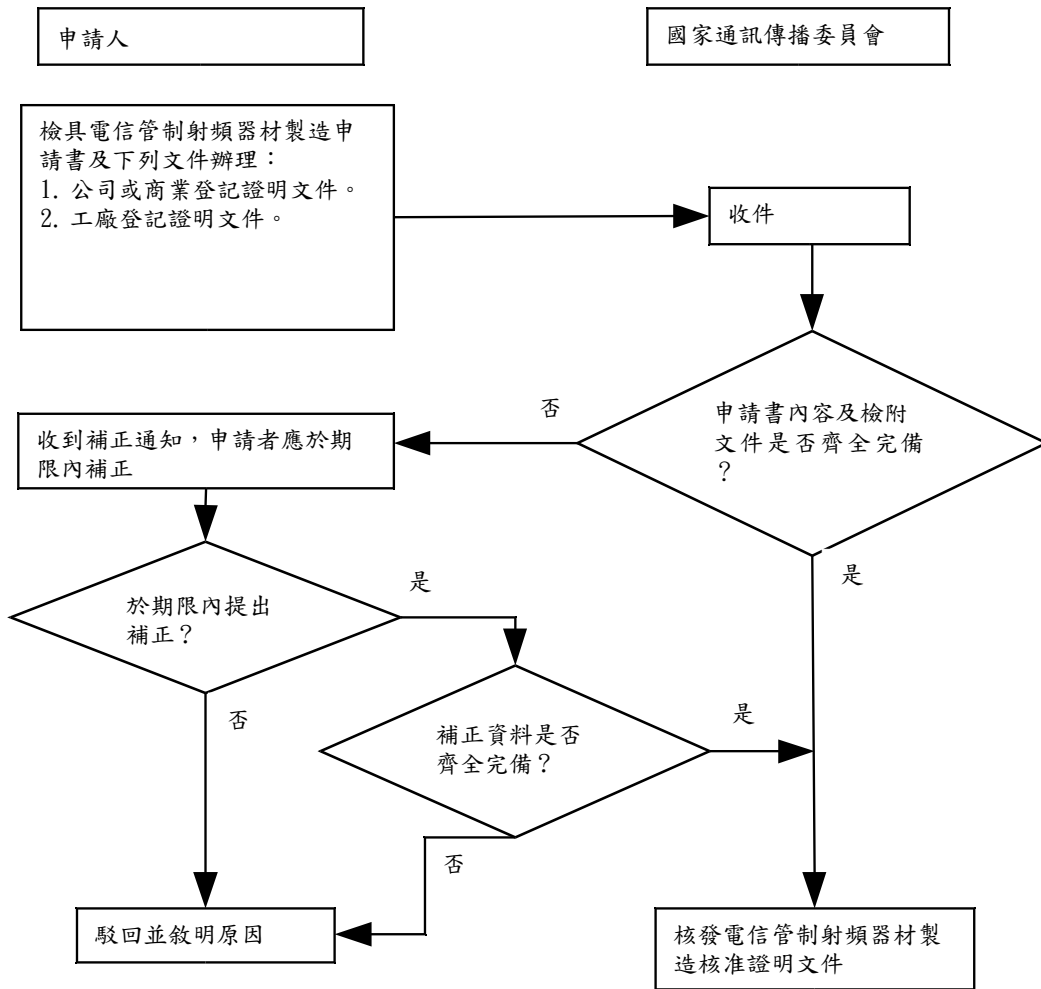 申請人
國家通訊傳播委員會
檢具電信管制射頻器材製造申
請書及下列文件辦理：
1. 公司或商業登記證明文件。
2. 工廠登記證明文件。
收件
申請書內容及檢附
文件是否齊全完備
？
否
收到補正通知，申請者應於期
限內補正
是
於期限內提出
補正？
是
否
補正資料是否
齊全完備？
是
否
駁回並敘明原因
核發電信管制射頻器材製
造核准證明文件